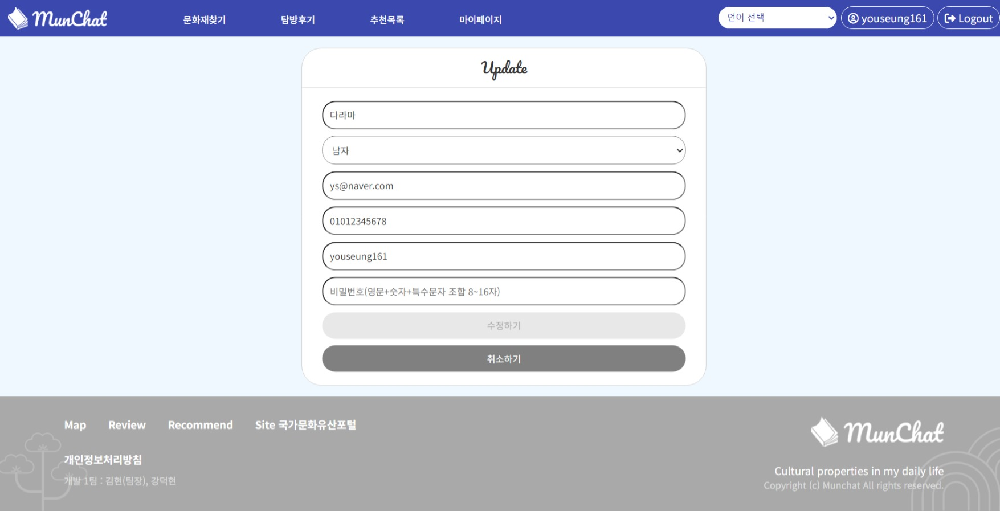 MunChat 문화재찾기 탐방후기 추천목록 마이페이지 언어 선택 youseung161 Logout
Update
다라마
남자
ys@naver.com
01012345678
youseung161
비밀번호(영문+숫자+특수문자 조합 8~16자)
수정하기
취소하기
Map Review Recommend Site 국가문화유산포털
MunChat
개인정보처리방침
개발 1팀 : 김현(팀장), 강덕현
Cultural properties in my daily life
Copyright (c) Munchat All rights reserved.